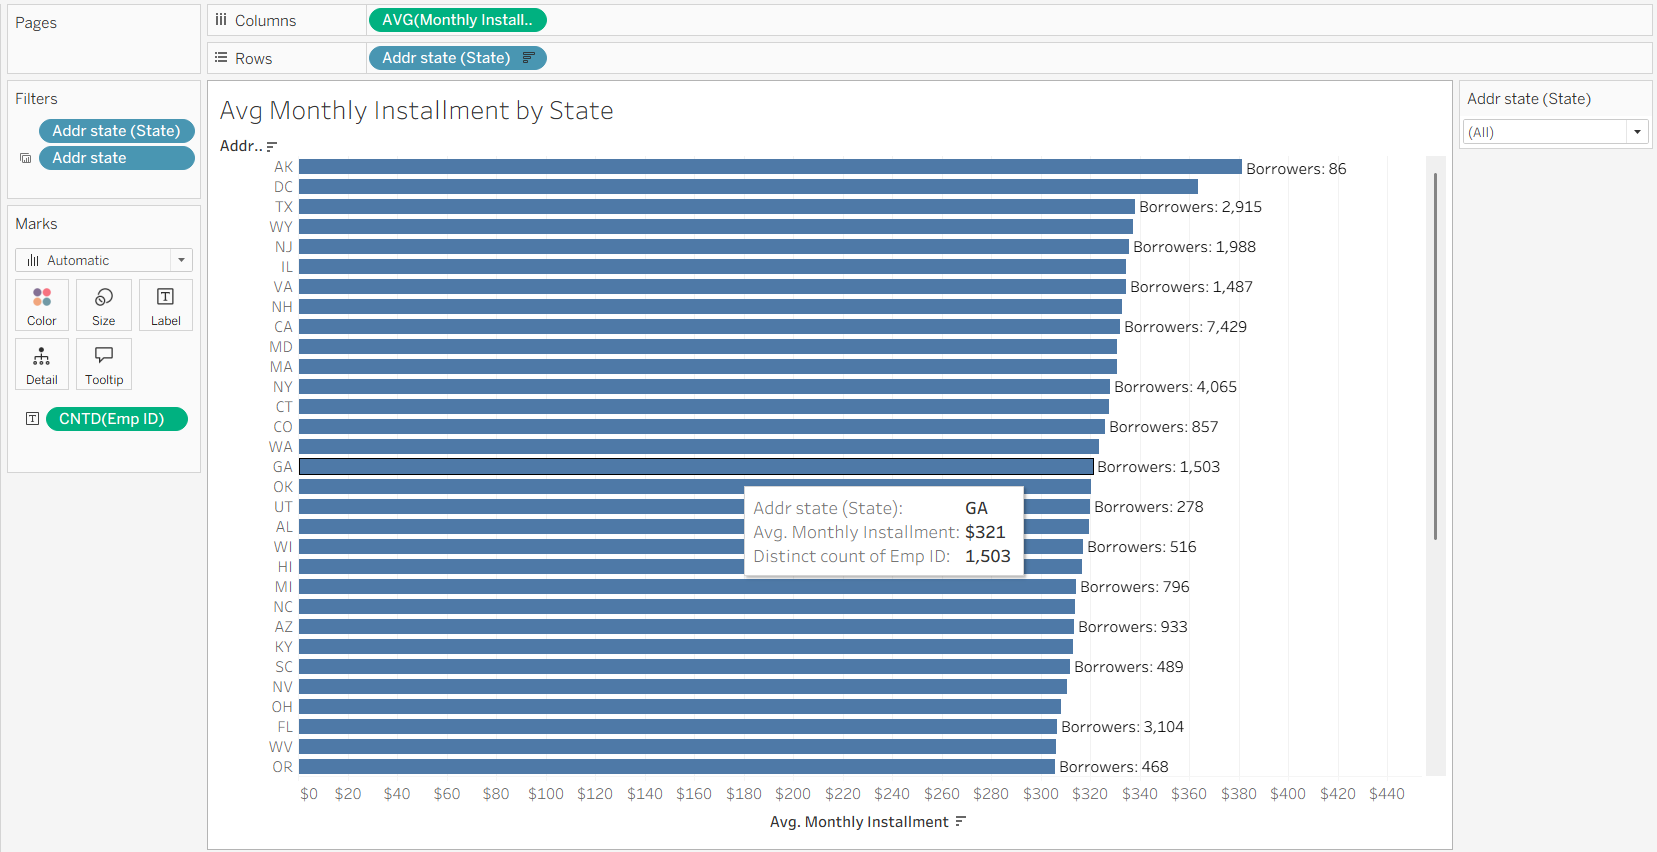 Pages
Columns
AVG(Monthly Install..
Rows
Addr state (State)
Filters
Addr state (State)
Addr state
Marks
Automatic
Color
Size
Label
Detail
Tooltip
CNTD(Emp ID)
Avg Monthly Installment by State
Addr..
AK Borrowers: 86
DC
TX Borrowers: 2,915
WY
NJ Borrowers: 1,988
IL
VA Borrowers: 1,487
NH
CA Borrowers: 7,429
MD
MA
NY Borrowers: 4,065
CT
CO Borrowers: 857
WA
GA Borrowers: 1,503
OK
UT Borrowers: 278
AL
WI Borrowers: 516
HI
MI Borrowers: 796
NC
AZ Borrowers: 933
KY
SC Borrowers: 489
NV
OH
FL Borrowers: 3,104
WV
OR Borrowers: 468
Addr state (State): GA
Avg. Monthly Installment: $321
Distinct count of Emp ID: 1,503
$0 $20 $40 $60 $80 $100 $120 $140 $160 $180 $200 $220 $240 $260 $280 $300 $320 $340 $360 $380 $400 $420 $440
Avg. Monthly Installment
Addr state (State)
(All)